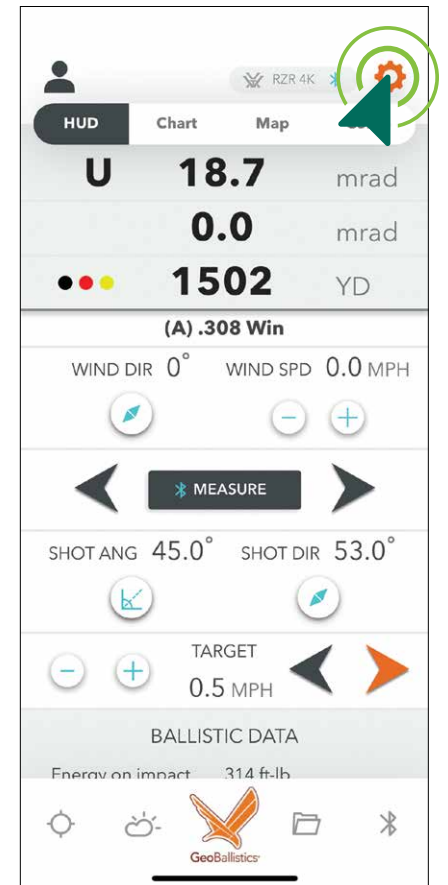 RZR 4K
HUD Chart Map
U 18.7 mrad
0.0 mrad
1502 YD
(A) .308 Win
WIND DIR 0° WIND SPD 0.0 MPH
MEASURE
SHOT ANG 45.0° SHOT DIR 53.0°
TARGET
0.5 MPH
BALLISTIC DATA
Energy on impact 314 ft-lb
GeoBallistics